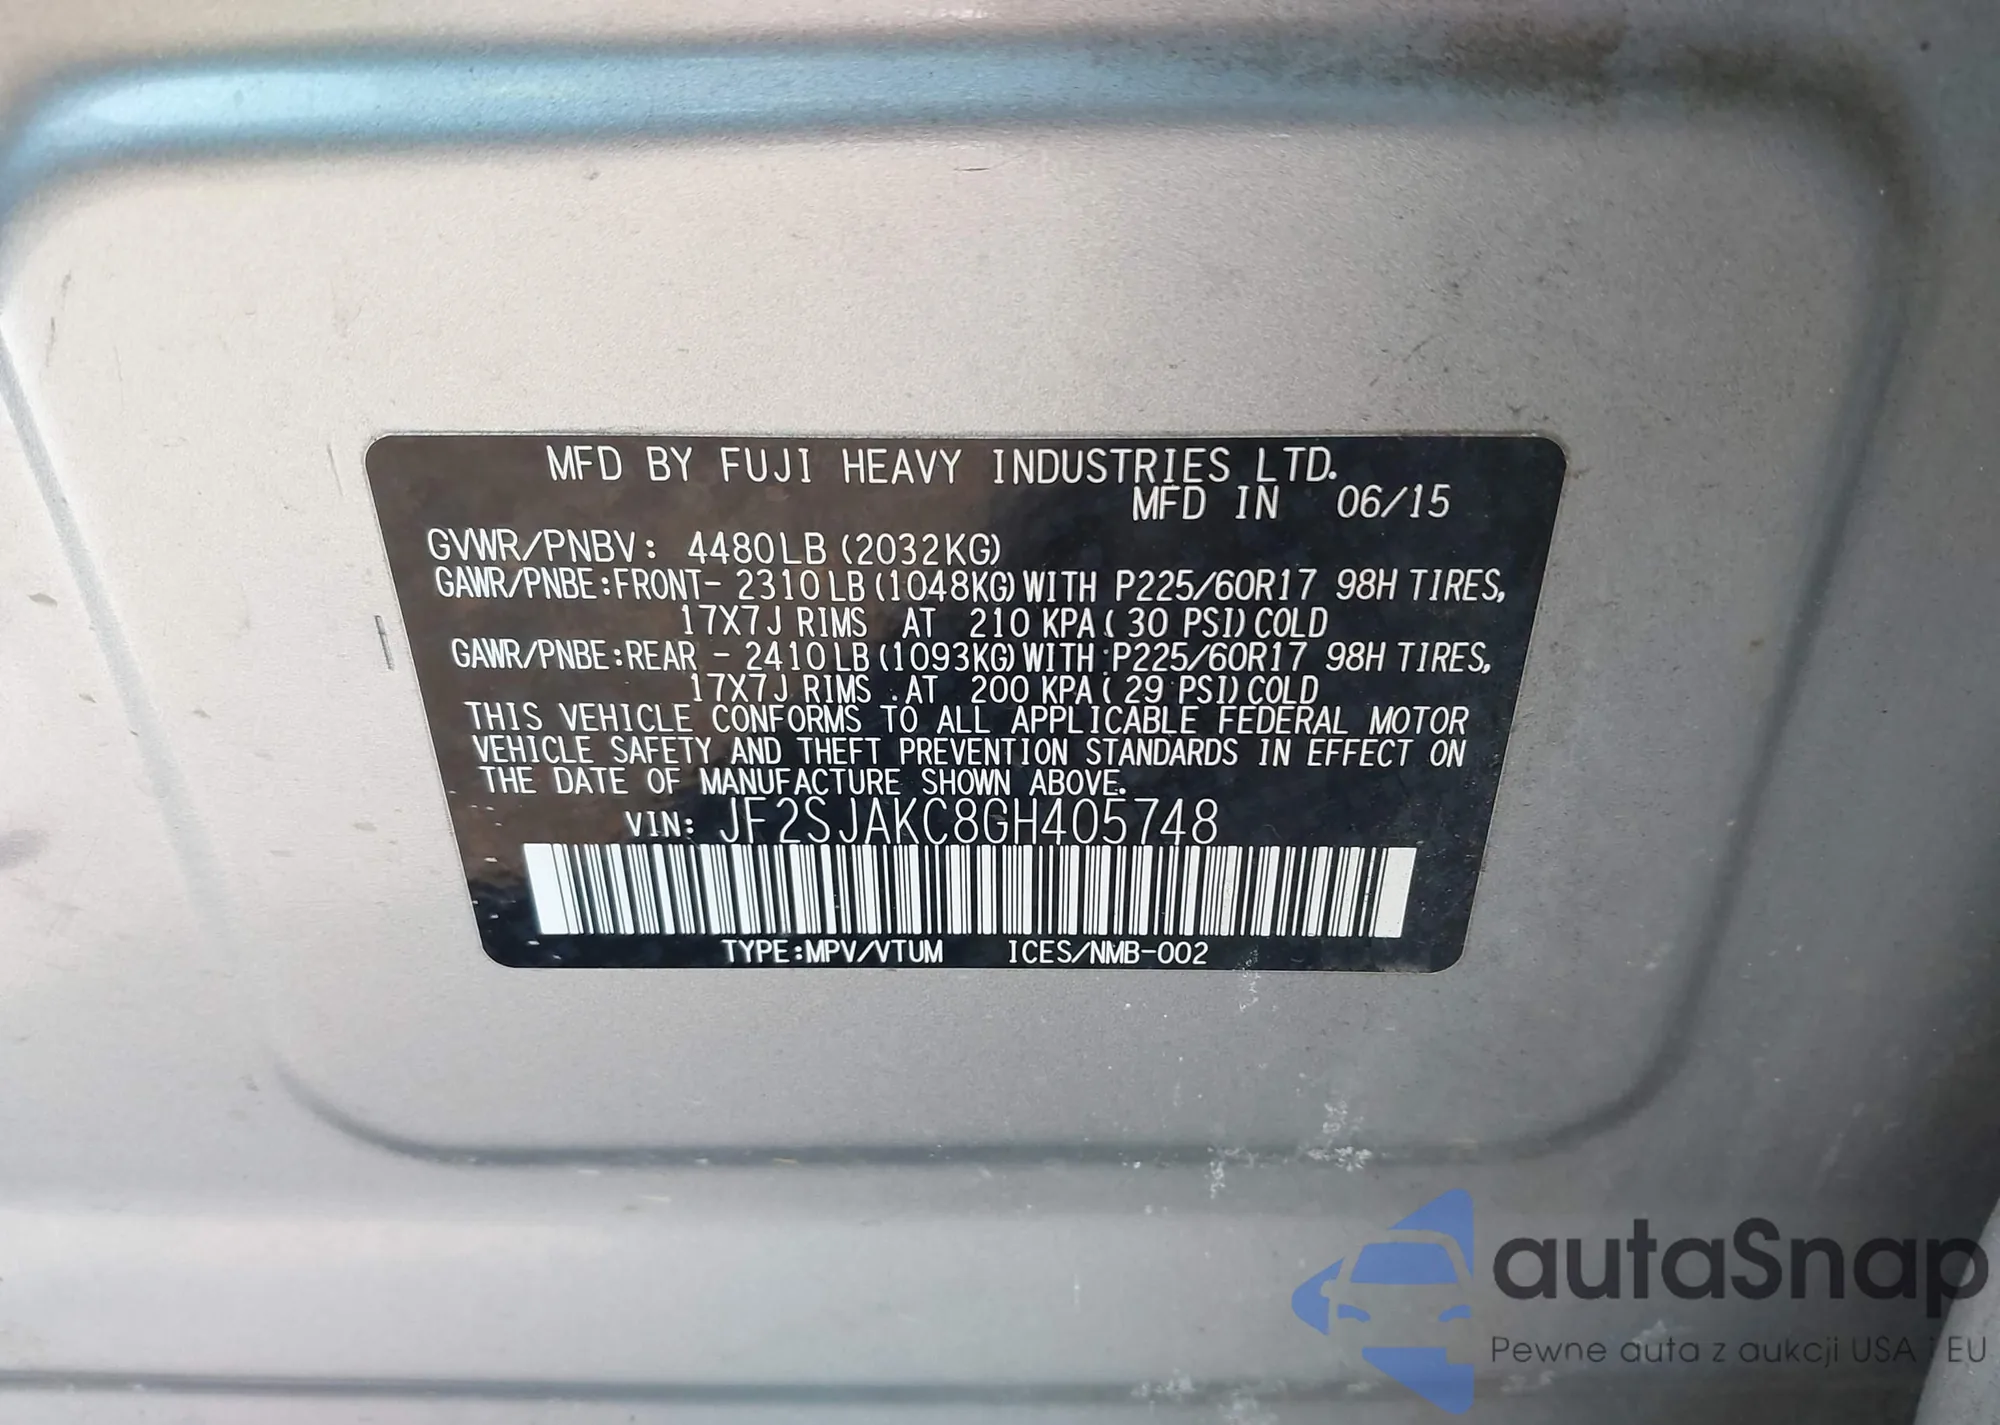 MFD BY FUJI HEAVY INDUSTRIES LTD.
MFD IN 06/15
GVWR/PNBV: 4480LB (2032KG)
GAWR/PNBE:FRONT- 2310LB (1048KG) WITH P225/60R17 98H TIRES,
17X7J RIMS AT 210 KPA (30 PSI) COLD
GAWR/PNBE:REAR - 2410LB (1093KG) WITH P225/60R17 98H TIRES,
17X7J RIMS AT 200 KPA (29 PSI) COLD
THIS VEHICLE CONFORMS TO ALL APPLICABLE FEDERAL MOTOR
VEHICLE SAFETY AND THEFT PREVENTION STANDARDS IN EFFECT ON
THE DATE OF MANUFACTURE SHOWN ABOVE.
VIN: JF2SJAKC8GH405748
TYPE:MPV/VTUM ICES/NMB-002
autaSnap
Pewne auta z aukcji USA i EU